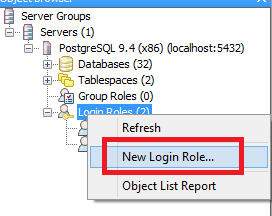 Object browser
Server Groups
Servers (1)
PostgreSQL 9.4 (x86) (localhost:5432)
Databases (32)
Tablespaces (2)
Group Roles (0)
Login Roles (2)
Refresh
New Login Role...
Object List Report